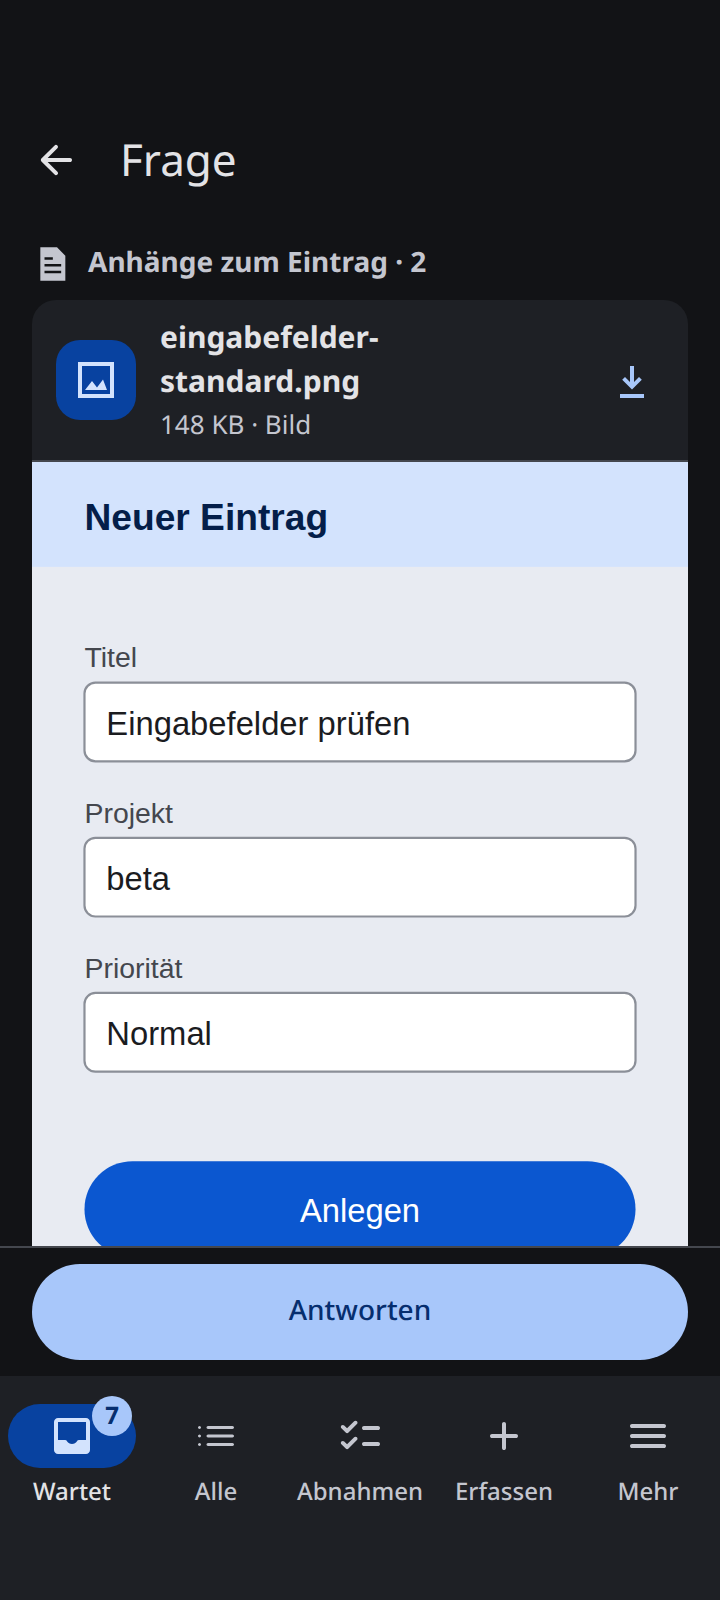 Frage
Anhänge zum Eintrag · 2
eingabefelder-
standard.png
148 KB · Bild
Neuer Eintrag
Titel
Eingabefelder prüfen
Projekt
beta
Priorität
Normal
Anlegen
Antworten
7
Wartet
Alle
Abnahmen
Erfassen
Mehr